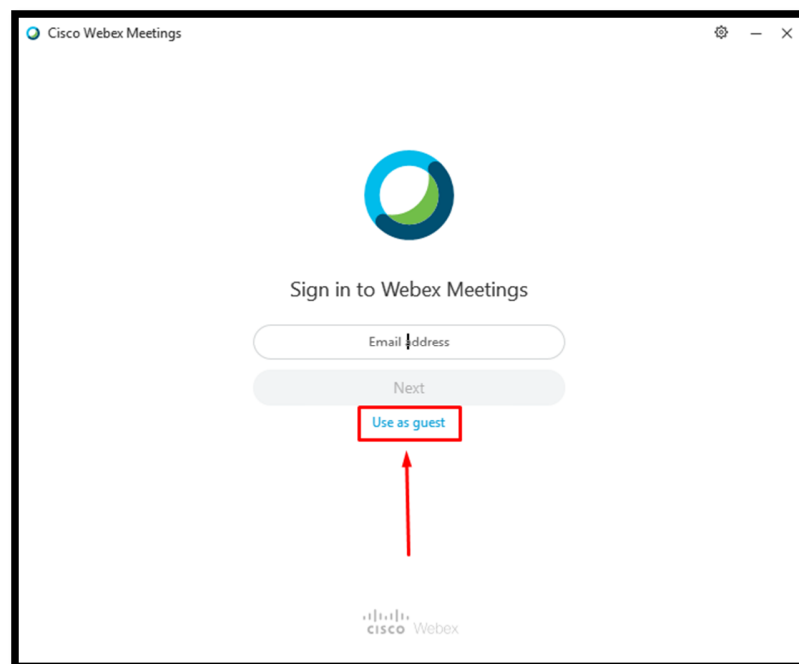 Cisco Webex Meetings
Sign in to Webex Meetings
Email address
Next
Use as guest
cisco Webex